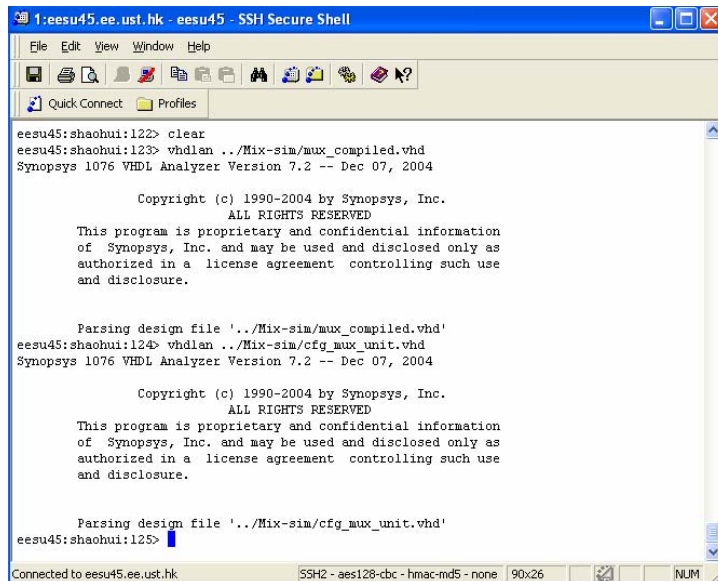 1:eesu45.ee.ust.hk - eesu45 - SSH Secure Shell
File Edit View Window Help
Quick Connect Profiles
eesu45:shaohui:122> clear
eesu45:shaohui:123> vhdlan ../Mix-sim/mux_compiled.vhd
Synopsys 1076 VHDL Analyzer Version 7.2 -- Dec 07, 2004
Copyright (c) 1990-2004 by Synopsys, Inc.
ALL RIGHTS RESERVED
This program is proprietary and confidential information
of Synopsys, Inc. and may be used and disclosed only as
authorized in a license agreement controlling such use
and disclosure.
Parsing design file '../Mix-sim/mux_compiled.vhd'
eesu45:shaohui:124> vhdlan ../Mix-sim/cfg_mux_unit.vhd
Synopsys 1076 VHDL Analyzer Version 7.2 -- Dec 07, 2004
Copyright (c) 1990-2004 by Synopsys, Inc.
ALL RIGHTS RESERVED
This program is proprietary and confidential information
of Synopsys, Inc. and may be used and disclosed only as
authorized in a license agreement controlling such use
and disclosure.
Parsing design file '../Mix-sim/cfg_mux_unit.vhd'
eesu45:shaohui:125>
Connected to eesu45.ee.ust.hk SSH2 - aes128-cbc - hmac-md5 - none 90x26 NUM